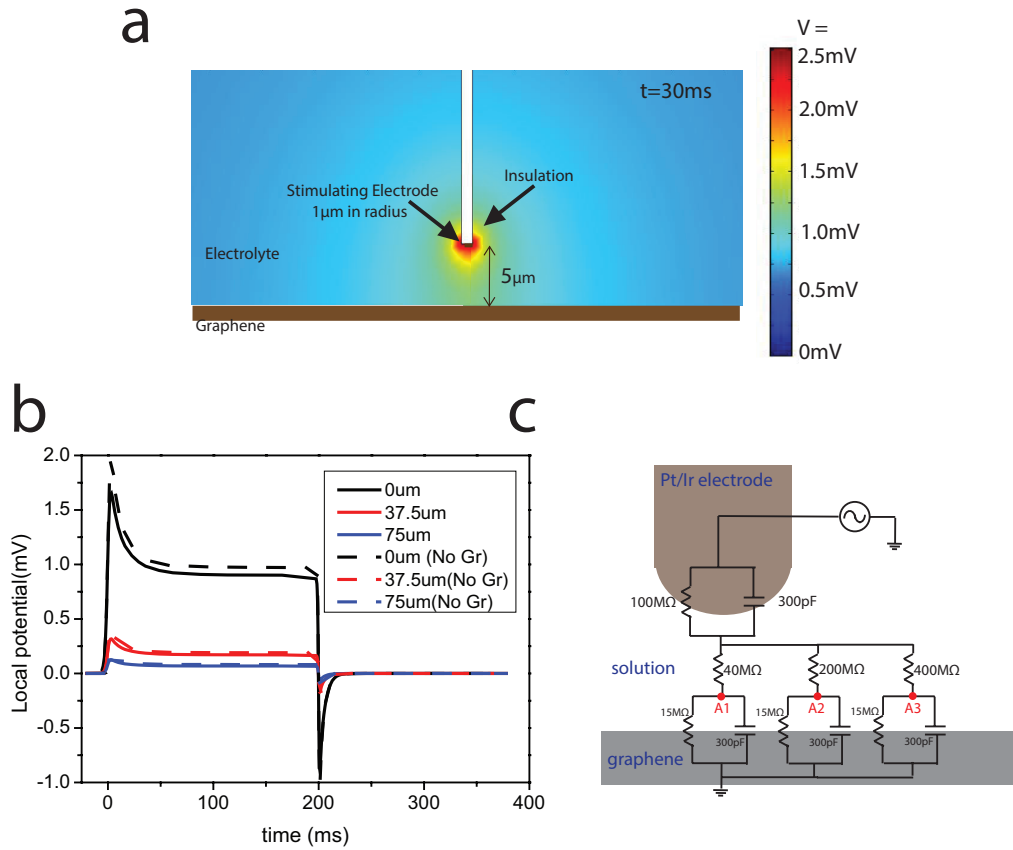 a
V =
2.5mV
2.0mV
1.5mV
1.0mV
0.5mV
0mV
t=30ms
Stimulating Electrode
1μm in radius
Insulation
Electrolyte
5μm
Graphene
b
Local potential(mV)
2.0
1.5
1.0
0.5
0.0
-0.5
-1.0
0
100
200
300
400
time (ms)
0um
37.5um
75um
0um (No Gr)
37.5um(No Gr)
75um(No Gr)
c
Pt/Ir electrode
100MΩ
300pF
solution
40MΩ
200MΩ
400MΩ
A1
A2
A3
15MΩ
300pF
15MΩ
300pF
15MΩ
300pF
graphene